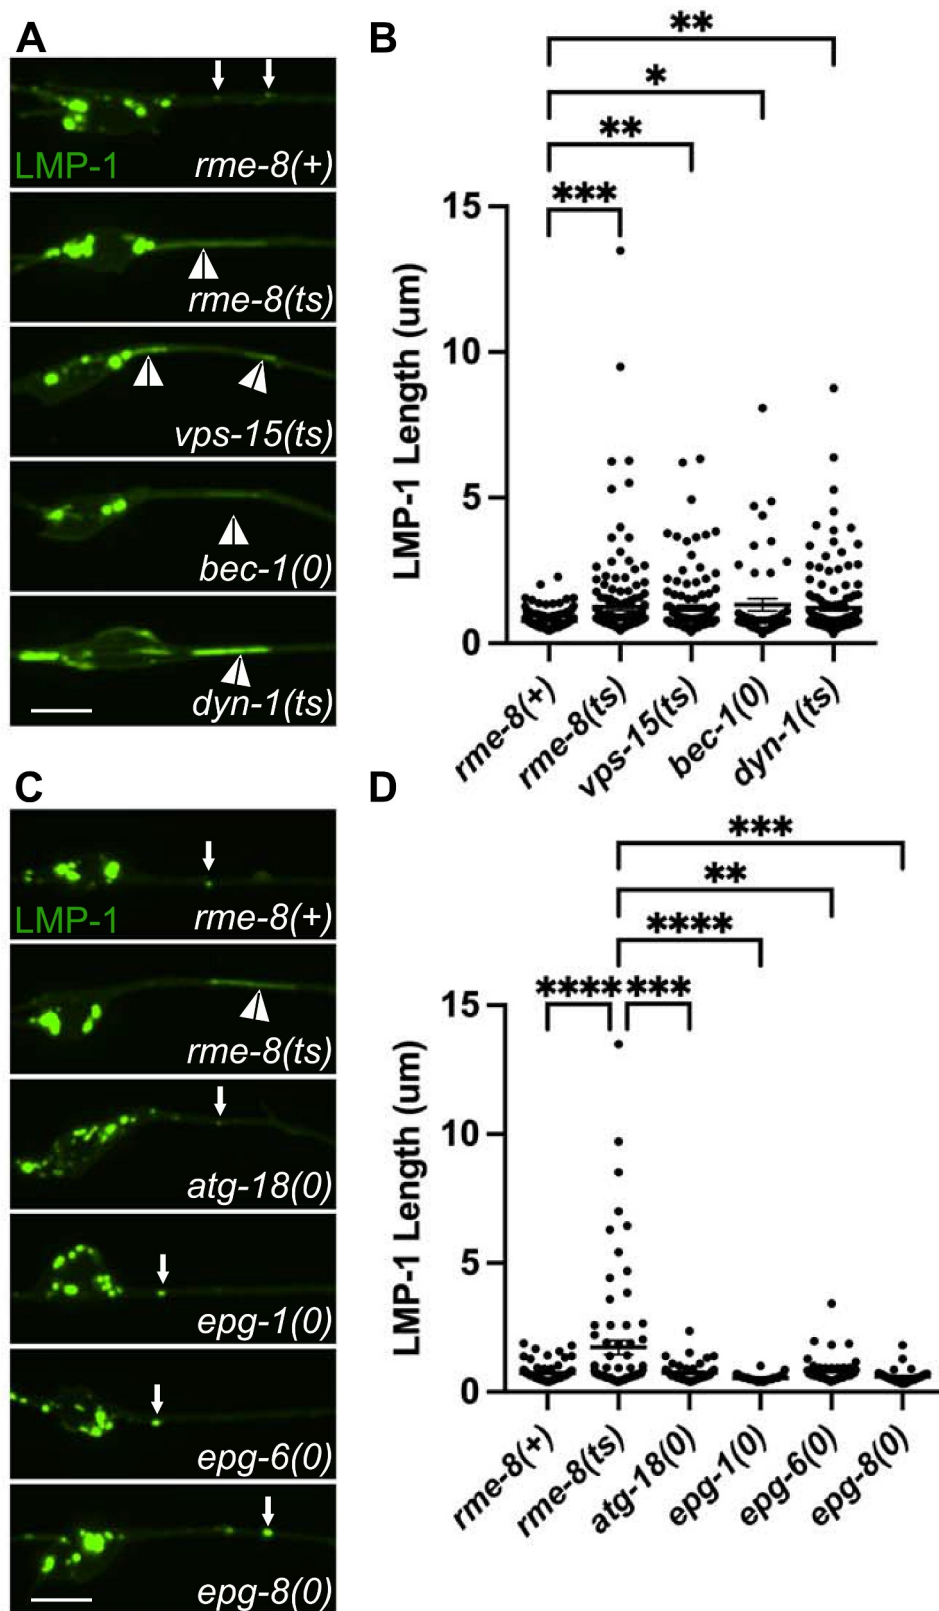 A
LMP-1
rme-8(+)
rme-8(ts)
vps-15(ts)
bec-1(0)
dyn-1(ts)
B
**
*
**
***
LMP-1 Length (um)
15
10
5
0
rme-8(+)
rme-8(ts)
vps-15(ts)
bec-1(0)
dyn-1(ts)
C
LMP-1
rme-8(+)
rme-8(ts)
atg-18(0)
epg-1(0)
epg-6(0)
epg-8(0)
D
***
**
****
**** ***
LMP-1 Length (um)
15
10
5
0
rme-8(+)
rme-8(ts)
atg-18(0)
epg-1(0)
epg-6(0)
epg-8(0)